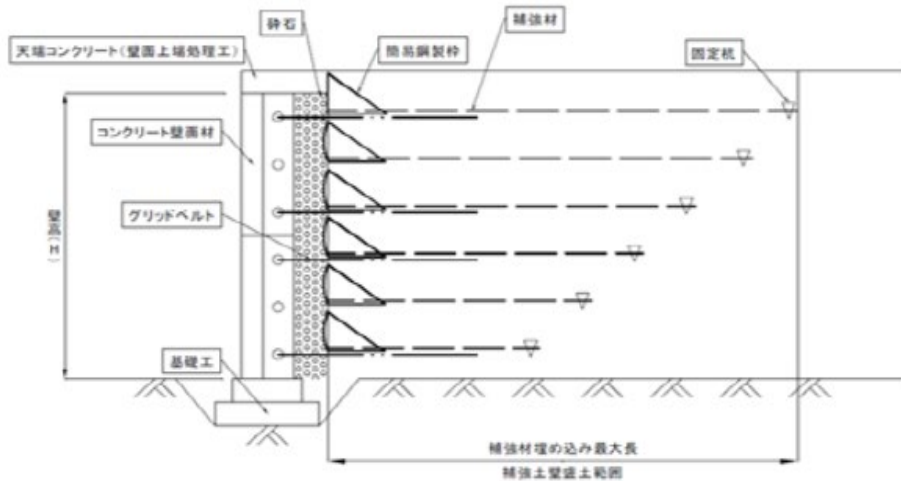 砕石
補強材
天端コンクリート(壁面上端処理工)
簡易鋼製枠
固定杭
コンクリート壁面材
グリッドベルト
壁高(H)
基礎工
補強材埋め込み最大長
補強土壁盛土範囲